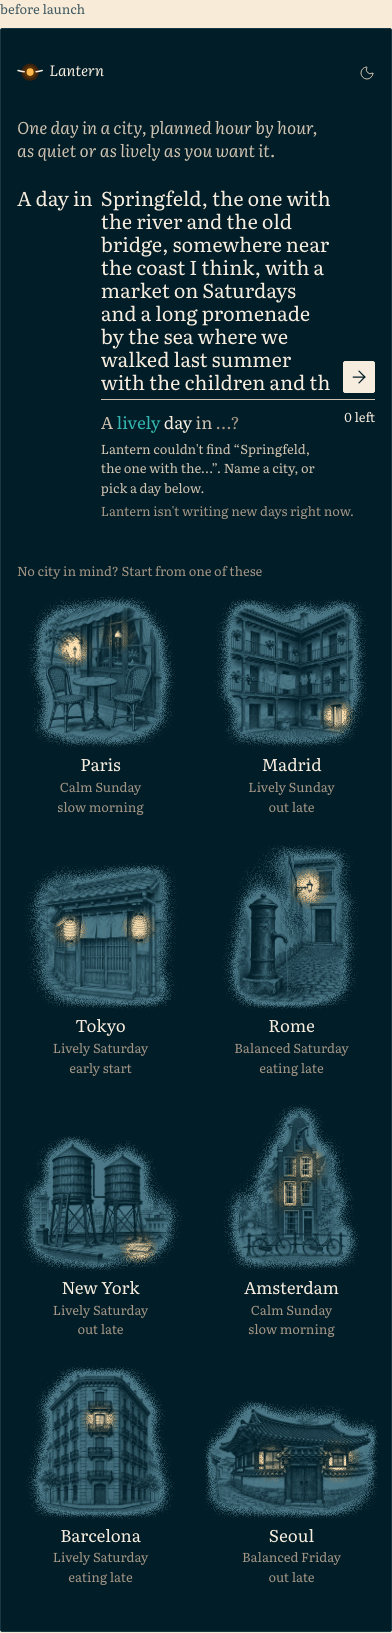 before launch
Lantern
One day in a city, planned hour by hour,
as quiet or as lively as you want it.
A day in Springfeld, the one with
the river and the old
bridge, somewhere near
the coast I think, with a
market on Saturdays
and a long promenade
by the sea where we
walked last summer
with the children and th
0 left
A lively day in …?
Lantern couldn't find “Springfeld,
the one with the…”. Name a city, or
pick a day below.
Lantern isn't writing new days right now.
No city in mind? Start from one of these
Paris
Calm Sunday
slow morning
Madrid
Lively Sunday
out late
Tokyo
Lively Saturday
early start
Rome
Balanced Saturday
eating late
New York
Lively Saturday
out late
Amsterdam
Calm Sunday
slow morning
Barcelona
Lively Saturday
eating late
Seoul
Balanced Friday
out late